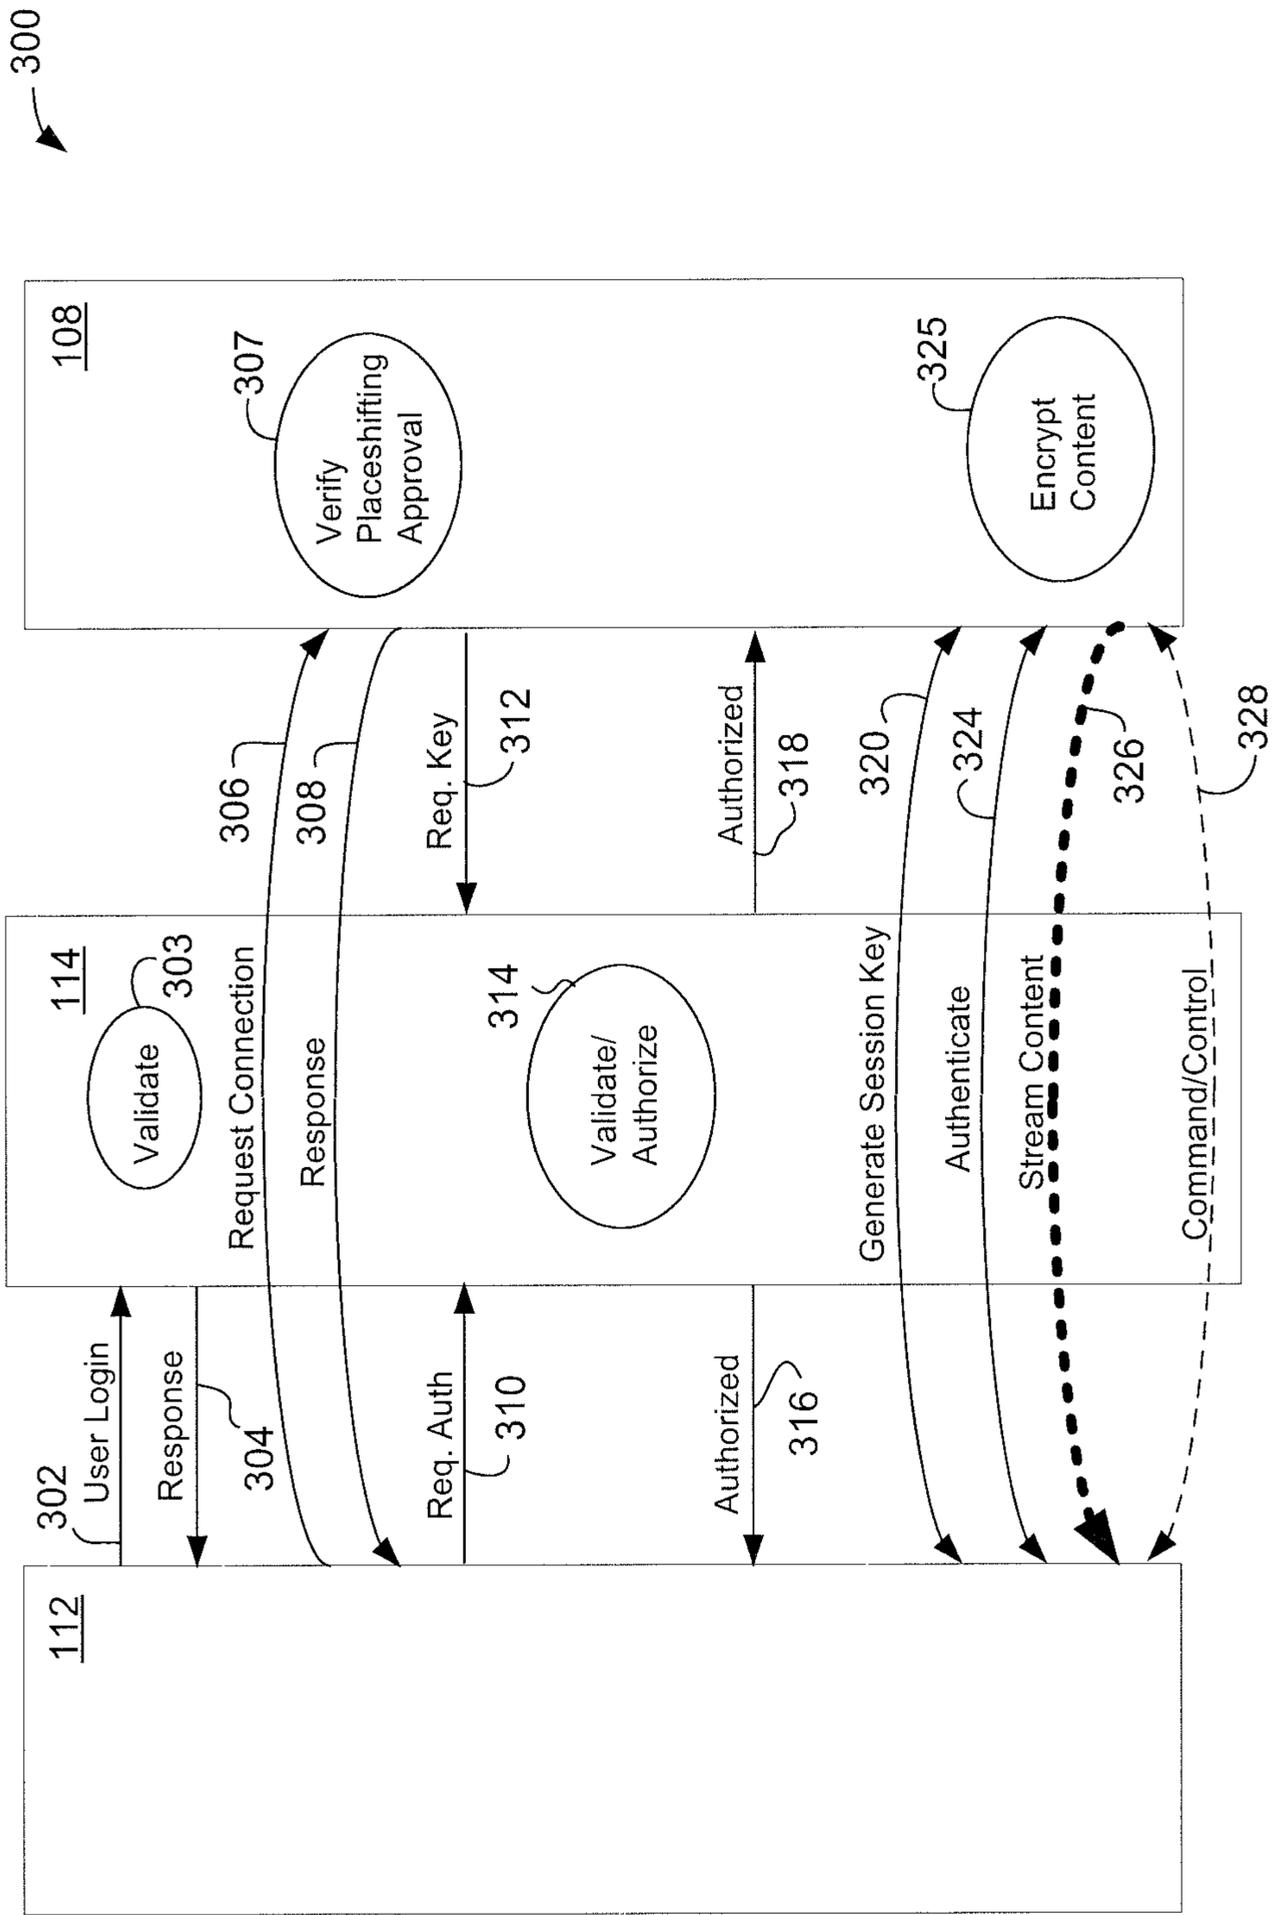 300
112
114
108
302
User Login
Validate
303
Response
304
Request Connection
306
Verify
Placeshifting
Approval
307
Response
308
Req. Auth
310
Req. Key
312
Validate/
Authorize
314
Authorized
316
Authorized
318
Generate Session Key
320
Authenticate
324
Encrypt
Content
325
Stream Content
326
Command/Control
328